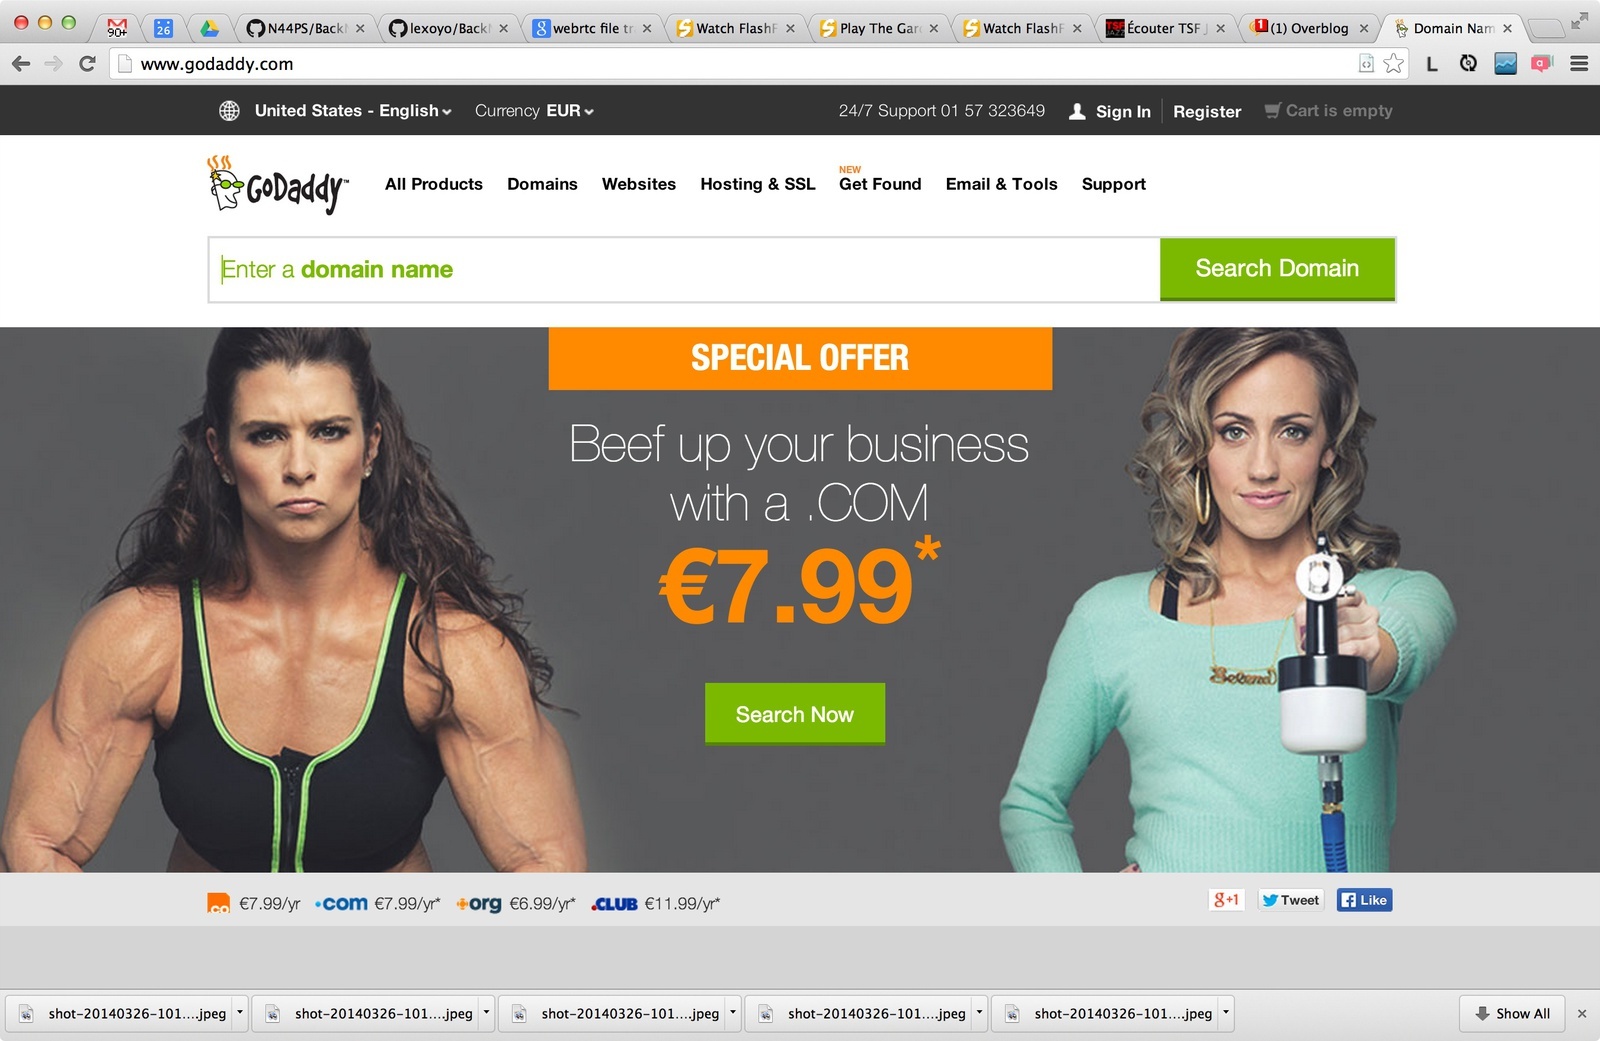 90+
26
N44PS/Back
lexoyo/Back
webrtc file tr
Watch FlashF
Play The Gar
Watch FlashF
Écouter TSF J
(1) Overblog
Domain Nam
www.godaddy.com
United States - English
Currency EUR
24/7 Support 01 57 323649
Sign In
Register
Cart is empty
GoDaddy™
All Products
Domains
Websites
Hosting & SSL
NEW
Get Found
Email & Tools
Support
Enter a domain name
Search Domain
SPECIAL OFFER
Beef up your business
with a .COM
€7.99*
Search Now
.co €7.99/yr
.com €7.99/yr*
.org €6.99/yr*
.CLUB €11.99/yr*
g+1
Tweet
Like
shot-20140326-101....jpeg
shot-20140326-101....jpeg
shot-20140326-101....jpeg
shot-20140326-101....jpeg
shot-20140326-101....jpeg
Show All